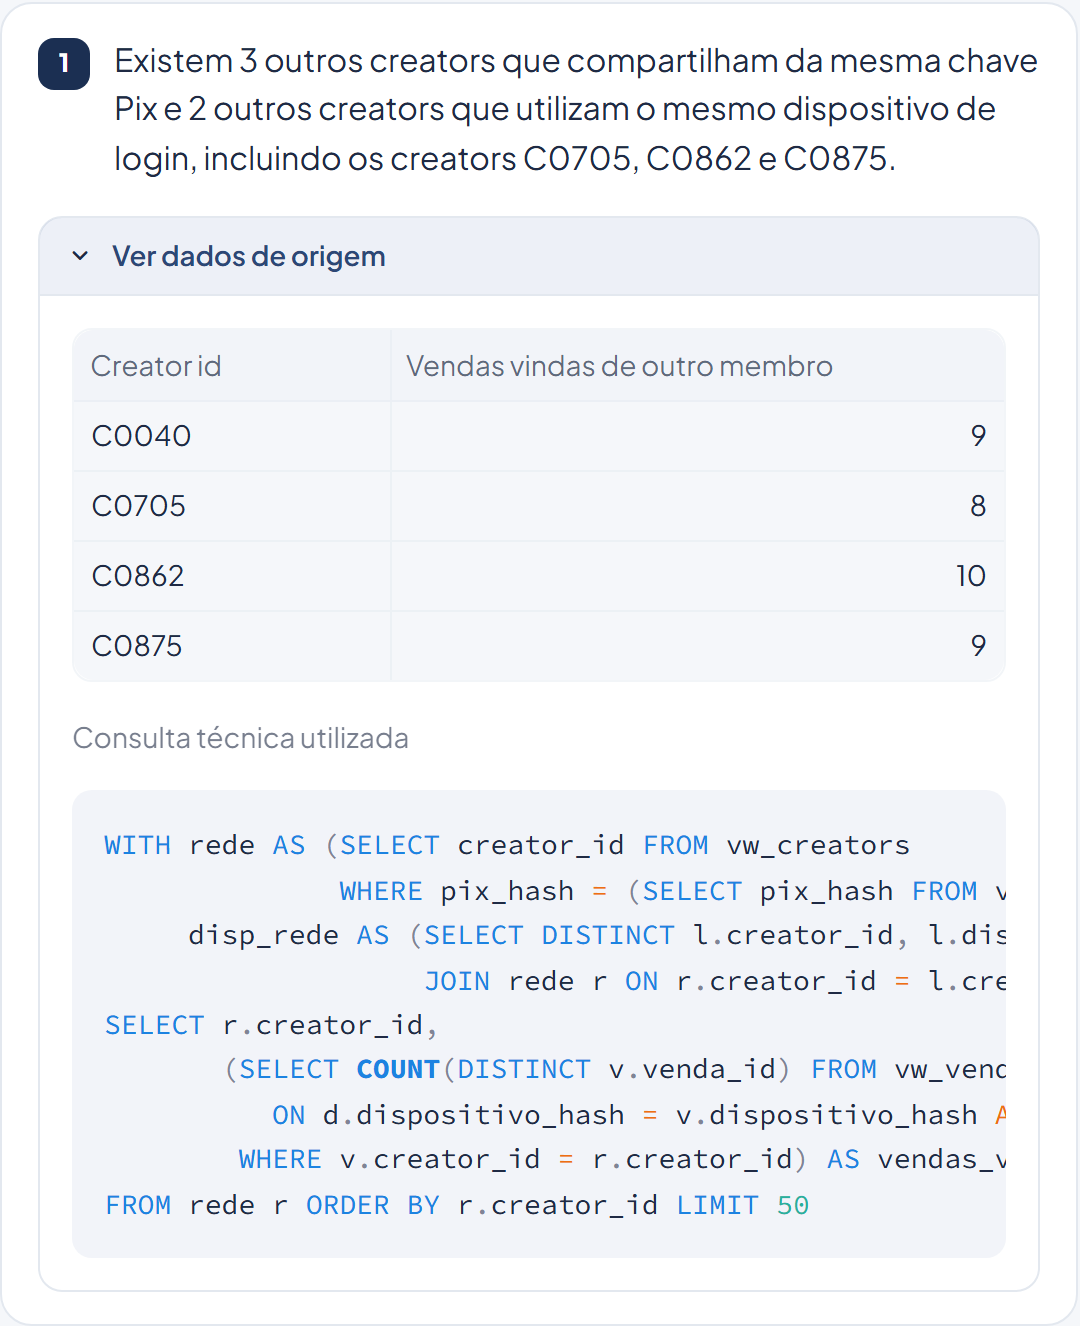 1
Existem 3 outros creators que compartilham da mesma chave
Pix e 2 outros creators que utilizam o mesmo dispositivo de
login, incluindo os creators C0705, C0862 e C0875.
Ver dados de origem
Creator id Vendas vindas de outro membro
C0040 9
C0705 8
C0862 10
C0875 9
Consulta técnica utilizada
WITH rede AS (SELECT creator_id FROM vw_creators
WHERE pix_hash = (SELECT pix_hash FROM v
disp_rede AS (SELECT DISTINCT l.creator_id, l.dis
JOIN rede r ON r.creator_id = l.cre
SELECT r.creator_id,
(SELECT COUNT(DISTINCT v.venda_id) FROM vw_vend
ON d.dispositivo_hash = v.dispositivo_hash A
WHERE v.creator_id = r.creator_id) AS vendas_v
FROM rede r ORDER BY r.creator_id LIMIT 50